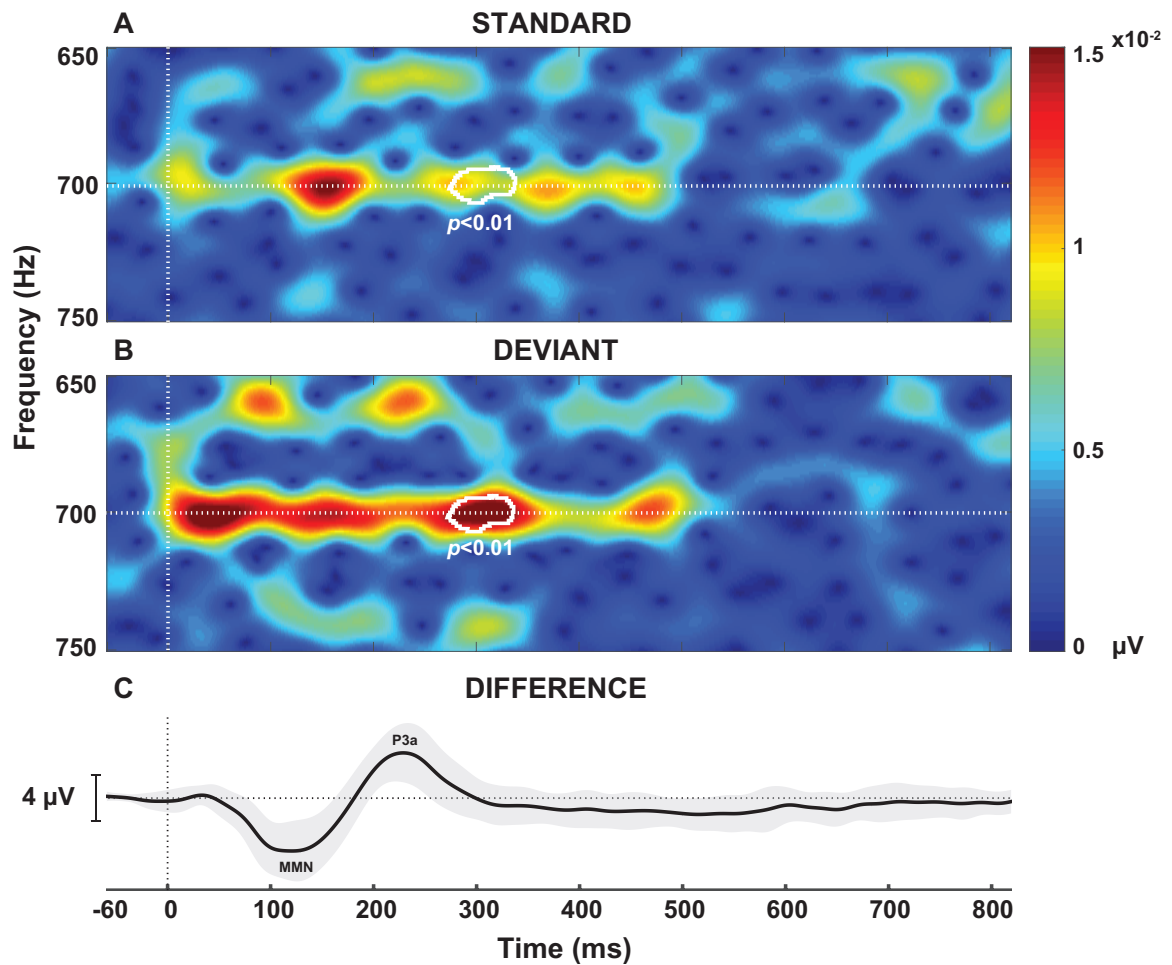 A STANDARD
x10⁻²
650
700
750
p<0.01
B DEVIANT
650
700
750
p<0.01
Frequency (Hz)
1.5
1
0.5
0 µV
C DIFFERENCE
P3a
4 µV
MMN
-60 0 100 200 300 400 500 600 700 800
Time (ms)